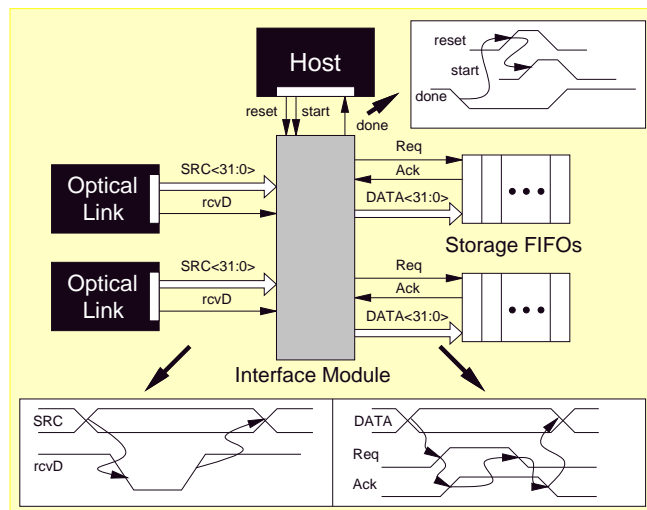 Host
reset
start
done
reset
start
done
Optical
Link
SRC<31:0>
rcvD
Req
Ack
DATA<31:0>
Storage FIFOs
Optical
Link
SRC<31:0>
rcvD
Req
Ack
DATA<31:0>
Interface Module
SRC
rcvD
DATA
Req
Ack